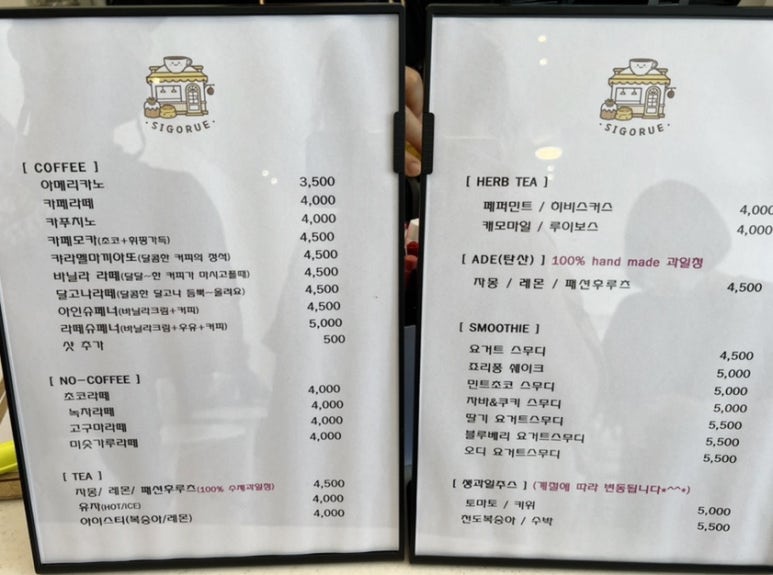 SIGORUE
[ COFFEE ]
아메리카노 3,500
카페라떼 4,000
카푸치노 4,000
카페모카(초코+휘핑가득) 4,500
카라멜마끼아또(달콤한 커피의 정석) 4,500
바닐라 라떼(달달~한 커피가 마시고플때) 4,500
달고나라떼(달콤한 달고나 듬뿍~올려요) 4,500
아인슈페너(바닐라크림+커피) 4,500
라떼슈페너(바닐라크림+우유+커피) 5,000
샷 추가 500
[ NO-COFFEE ]
초코라떼 4,000
녹차라떼 4,000
고구마라떼 4,000
미숫가루라떼 4,000
[ TEA ]
자몽/ 레몬/ 패션후루츠(100% 수제과일청) 4,500
유자(HOT/ICE) 4,000
아이스티(복숭아/레몬) 4,000
SIGORUE
[ HERB TEA ]
페퍼민트 / 히비스커스 4,000
캐모마일 / 루이보스 4,000
[ ADE(탄산) ] 100% hand made 과일청
자몽 / 레몬 / 패션후루츠 4,500
[ SMOOTHIE ]
요거트 스무디 4,500
죠리퐁 쉐이크 5,000
민트초코 스무디 5,000
자바&쿠키 스무디 5,000
딸기 요거트스무디 5,500
블루베리 요거트스무디 5,500
오디 요거트스무디 5,500
[ 생과일주스 ] (계절에 따라 변동됩니다*^^*)
토마토 / 키위 5,000
천도복숭아 / 수박 5,500